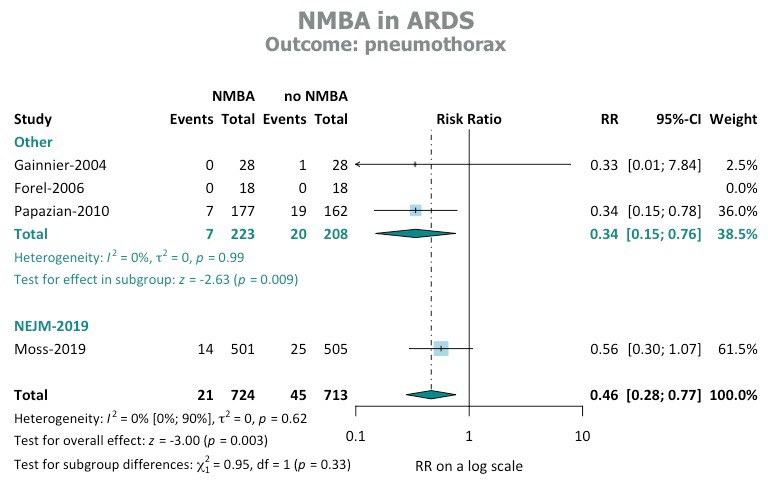 NMBA in ARDS
Outcome: pneumothorax
NMBA no NMBA
Study Events Total Events Total Risk Ratio RR 95%-CI Weight
Other
Gainnier-2004 0 28 1 28 0.33 [0.01; 7.84] 2.5%
Forel-2006 0 18 0 18 0.0%
Papazian-2010 7 177 19 162 0.34 [0.15; 0.78] 36.0%
Total 7 223 20 208 0.34 [0.15; 0.76] 38.5%
Heterogeneity: I² = 0%, τ² = 0, p = 0.99
Test for effect in subgroup: z = -2.63 (p = 0.009)
NEJM-2019
Moss-2019 14 501 25 505 0.56 [0.30; 1.07] 61.5%
Total 21 724 45 713 0.46 [0.28; 0.77] 100.0%
Heterogeneity: I² = 0% [0%; 90%], τ² = 0, p = 0.62
Test for overall effect: z = -3.00 (p = 0.003)
0.1 1 10
Test for subgroup differences: χ²₁ = 0.95, df = 1 (p = 0.33)
RR on a log scale